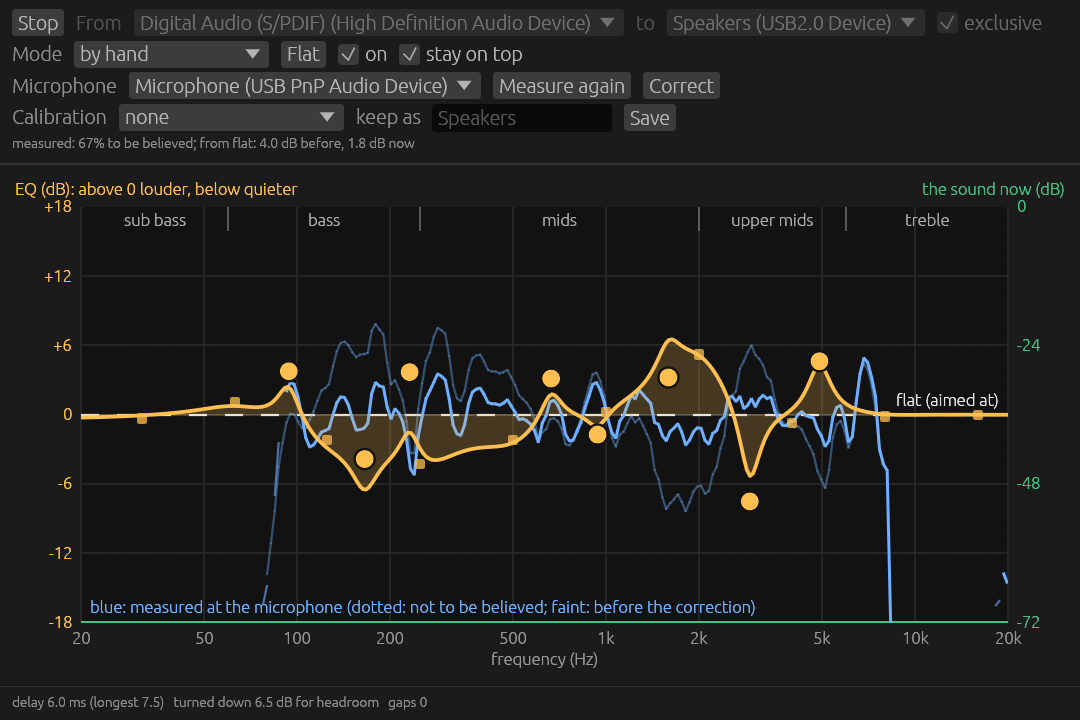 Stop From Digital Audio (S/PDIF) (High Definition Audio Device) to Speakers (USB2.0 Device) exclusive
Mode by hand Flat on stay on top
Microphone Microphone (USB PnP Audio Device) Measure again Correct
Calibration none keep as Speakers Save
measured: 67% to be believed; from flat: 4.0 dB before, 1.8 dB now
EQ (dB): above 0 louder, below quieter the sound now (dB)
+18 0
sub bass bass mids upper mids treble
+12
+6 -24
flat (aimed at)
0
-6 -48
-12
blue: measured at the microphone (dotted: not to be believed; faint: before the correction)
-18 -72
20 50 100 200 500 1k 2k 5k 10k 20k
frequency (Hz)
delay 6.0 ms (longest 7.5) turned down 6.5 dB for headroom gaps 0